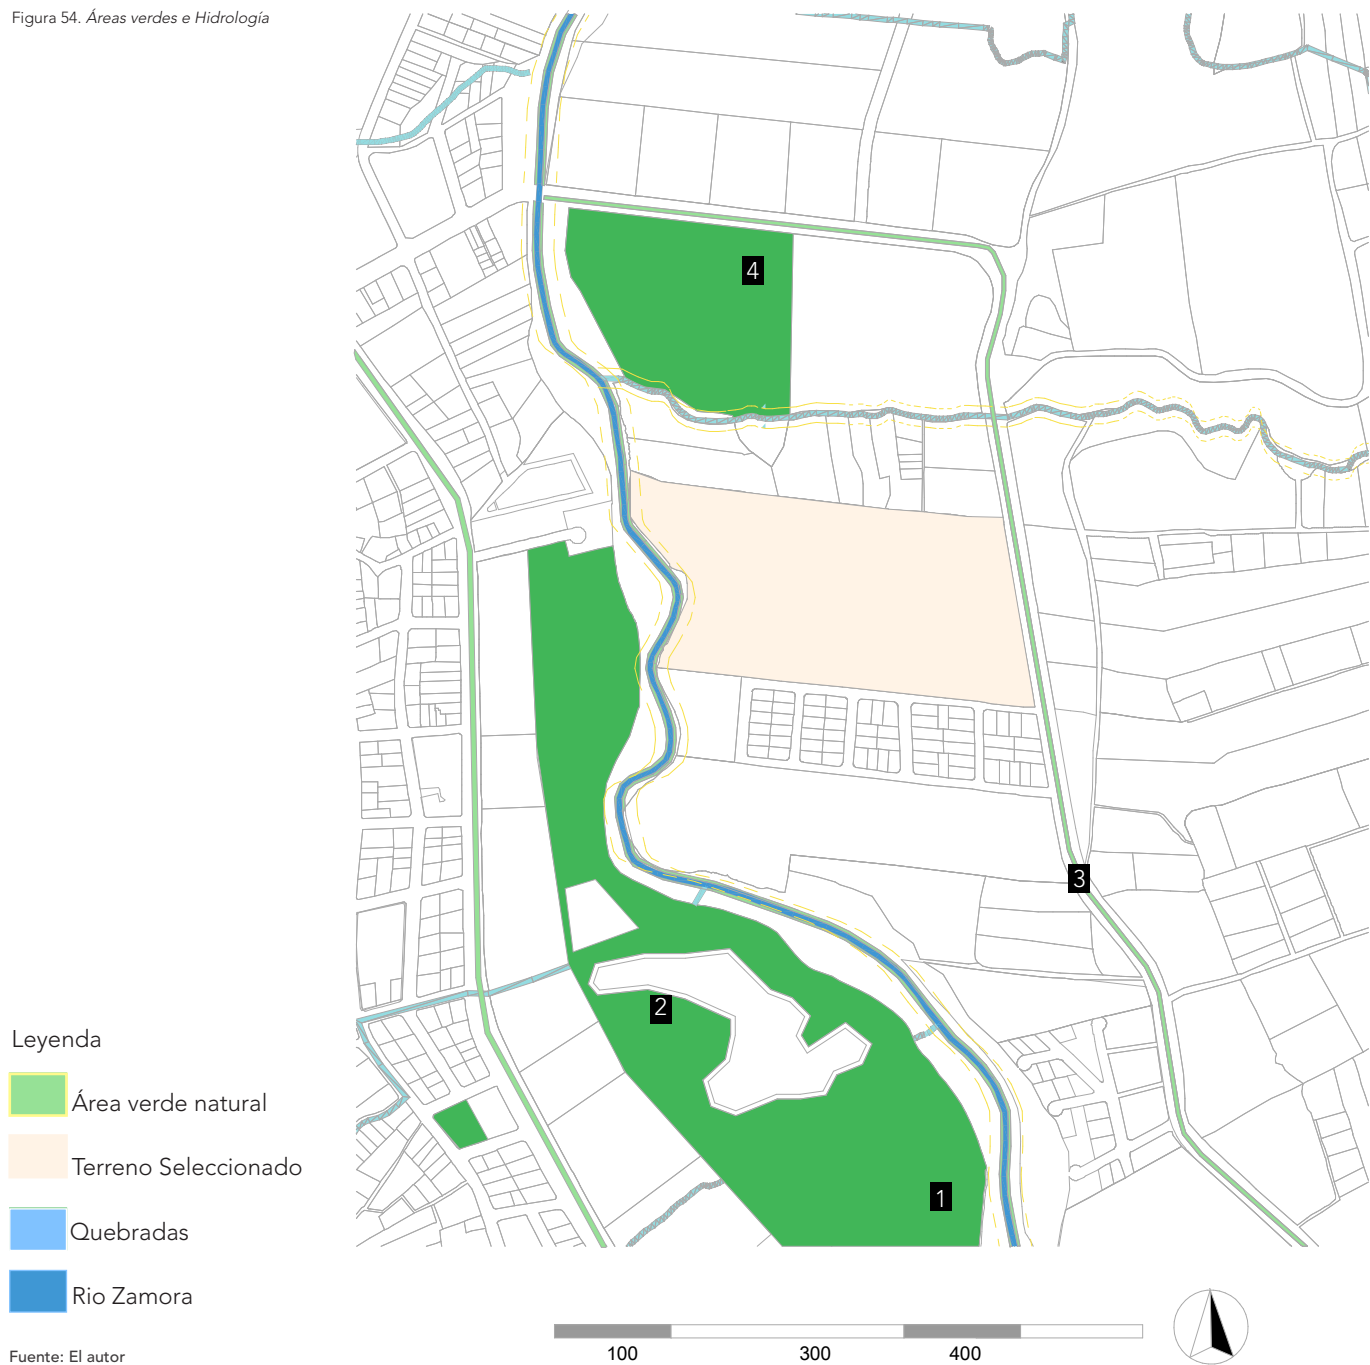 Figura 54. Áreas verdes e Hidrología
4
3
2
1
Leyenda
Área verde natural
Terreno Seleccionado
Quebradas
Rio Zamora
Fuente: El autor
100 300 400